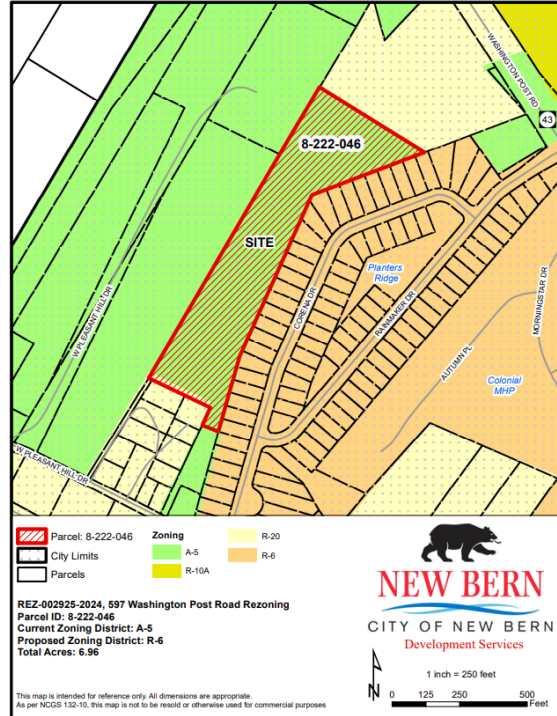 WASHINGTON POST RD
43
8-222-046
SITE
Planters
Ridge
CORENA DR
RAINMAKER DR
W PLEASANT HILL DR
MORNINGSTAR DR
AUTUMN PL
Colonial
MHP
W PLEASANT HILL DR
Parcel: 8-222-046
City Limits
Parcels
Zoning
A-5
R-10A
R-20
R-6
REZ-002925-2024, 597 Washington Post Road Rezoning
Parcel ID: 8-222-046
Current Zoning District: A-5
Proposed Zoning District: R-6
Total Acres: 6.96
This map is intended for reference only. All dimensions are appropriate.
As per NCGS 132-10, this map is not to be resold or otherwise used for commercial purposes
NEW BERN
CITY OF NEW BERN
Development Services
N
1 inch = 250 feet
0 125 250 500
Feet